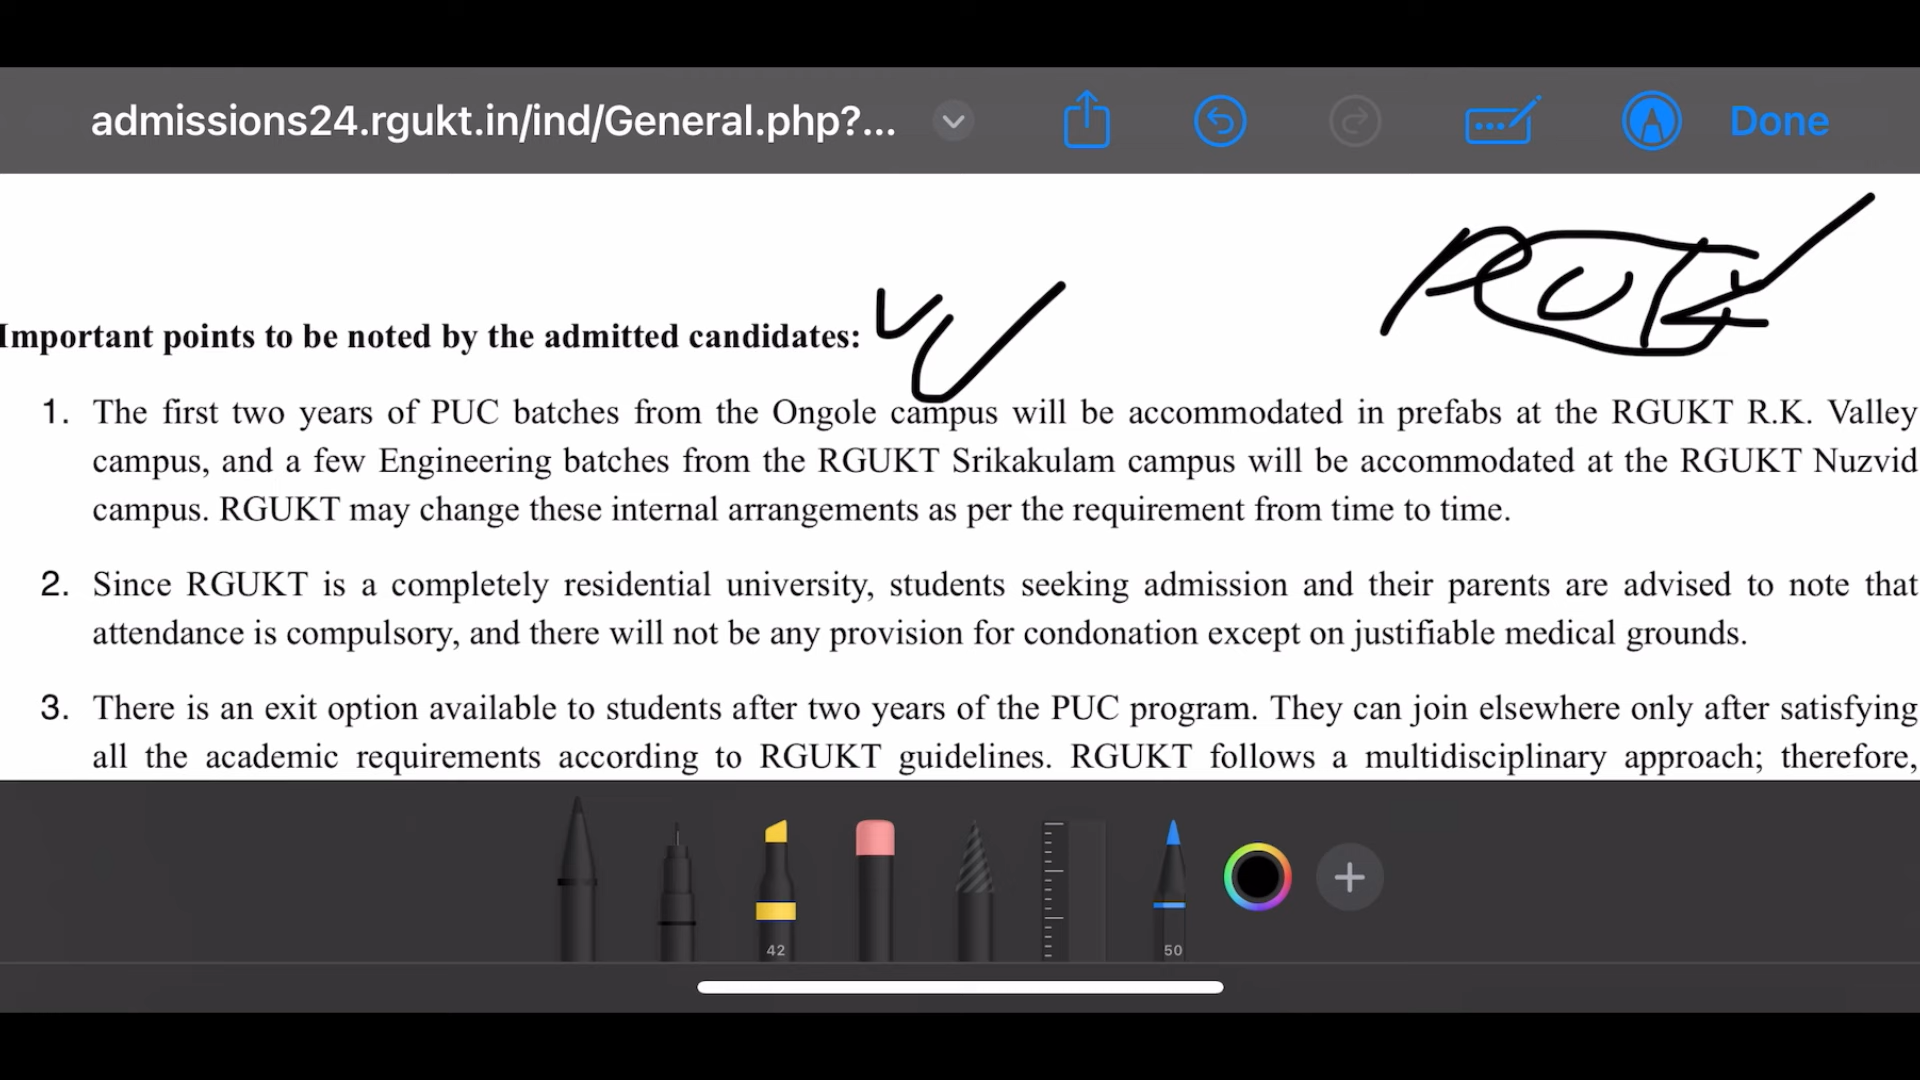 admissions24.rgukt.in/ind/General.php?...
Done
Important points to be noted by the admitted candidates:
1. The first two years of PUC batches from the Ongole campus will be accommodated in prefabs at the RGUKT R.K. Valley
campus, and a few Engineering batches from the RGUKT Srikakulam campus will be accommodated at the RGUKT Nuzvid
campus. RGUKT may change these internal arrangements as per the requirement from time to time.
2. Since RGUKT is a completely residential university, students seeking admission and their parents are advised to note that
attendance is compulsory, and there will not be any provision for condonation except on justifiable medical grounds.
3. There is an exit option available to students after two years of the PUC program. They can join elsewhere only after satisfying
all the academic requirements according to RGUKT guidelines. RGUKT follows a multidisciplinary approach; therefore,
42
50